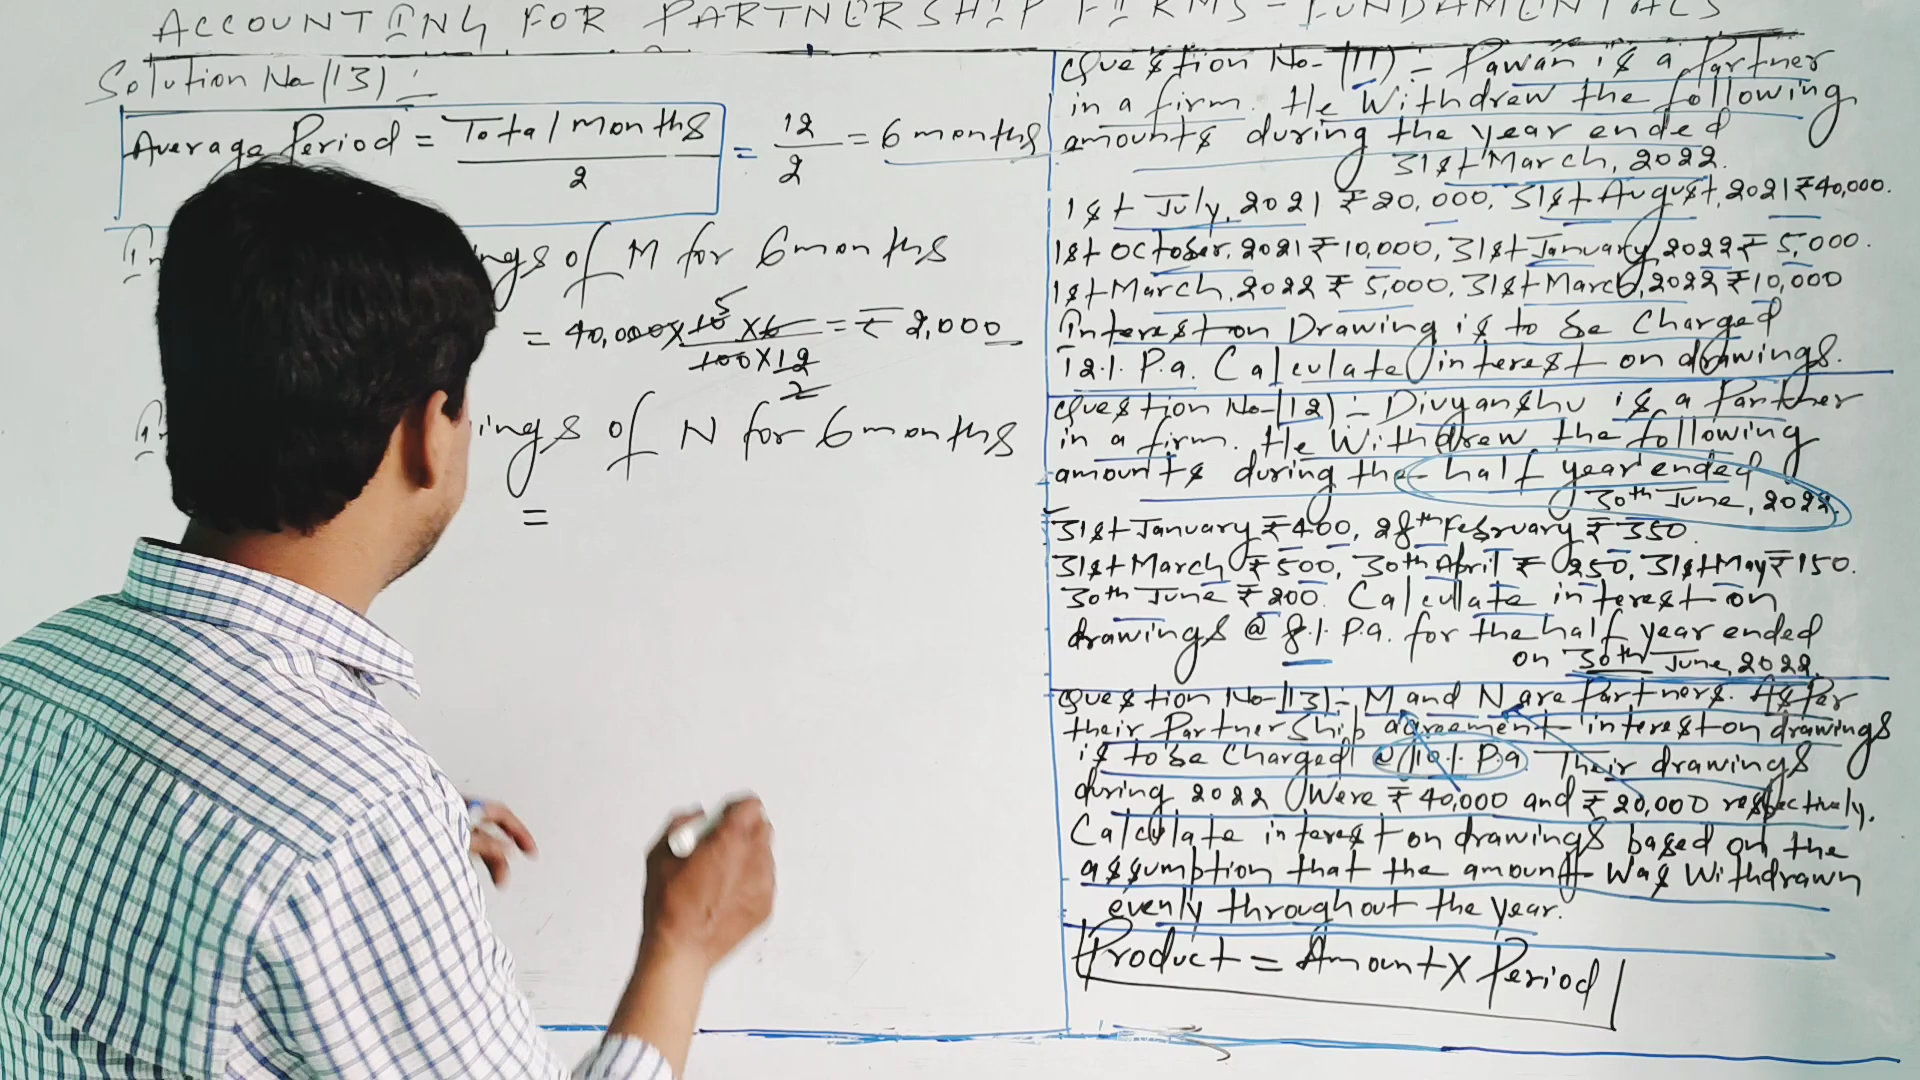 ACCOUNTING FOR PARTNERSHIP FIRMS - FUNDAMENTALS
Solution No-(13) :-
Average Period = Total months / 2 = 12 / 2 = 6 months
In ngs of M for 6 months
= 40,000 × 10 5 × 6 / 100 × 12 2 = ₹ 2,000
ings of N for 6 months
=
Question No-(11) :- Pawan is a Partner
in a firm. He Withdrew the following
amounts during the year ended
31st March, 2022.
1st July, 2021 ₹20,000, 31st August, 2021 ₹40,000.
1st October, 2021 ₹10,000, 31st January, 2022 ₹ 5,000.
1st March, 2022 ₹ 5,000, 31st March, 2022 ₹10,000
Interest on Drawing is to be Charged
12% P.a. Calculate interest on drawings.
Question No-(12) :- Divyanshu is a Partner
in a firm. He Withdrew the following
amounts during the half year ended
30th June, 2022.
31st January ₹400, 28th February ₹ 350.
31st March ₹500, 30th April ₹ 250, 31st May ₹150.
30th June ₹200. Calculate interest on
drawings @ 8% P.a. for the half year ended
on 30th June, 2022.
Question No-(13) :- M and N are Partners. As Per
their Partnership agreement interest on drawings
is to be Charged @ 10% P.a. Their drawings
during 2022 Were ₹ 40,000 and ₹ 20,000 respectively.
Calculate interest on drawings based on the
assumption that the amount Was Withdrawn
evenly throughout the year.
Product = Amount × Period